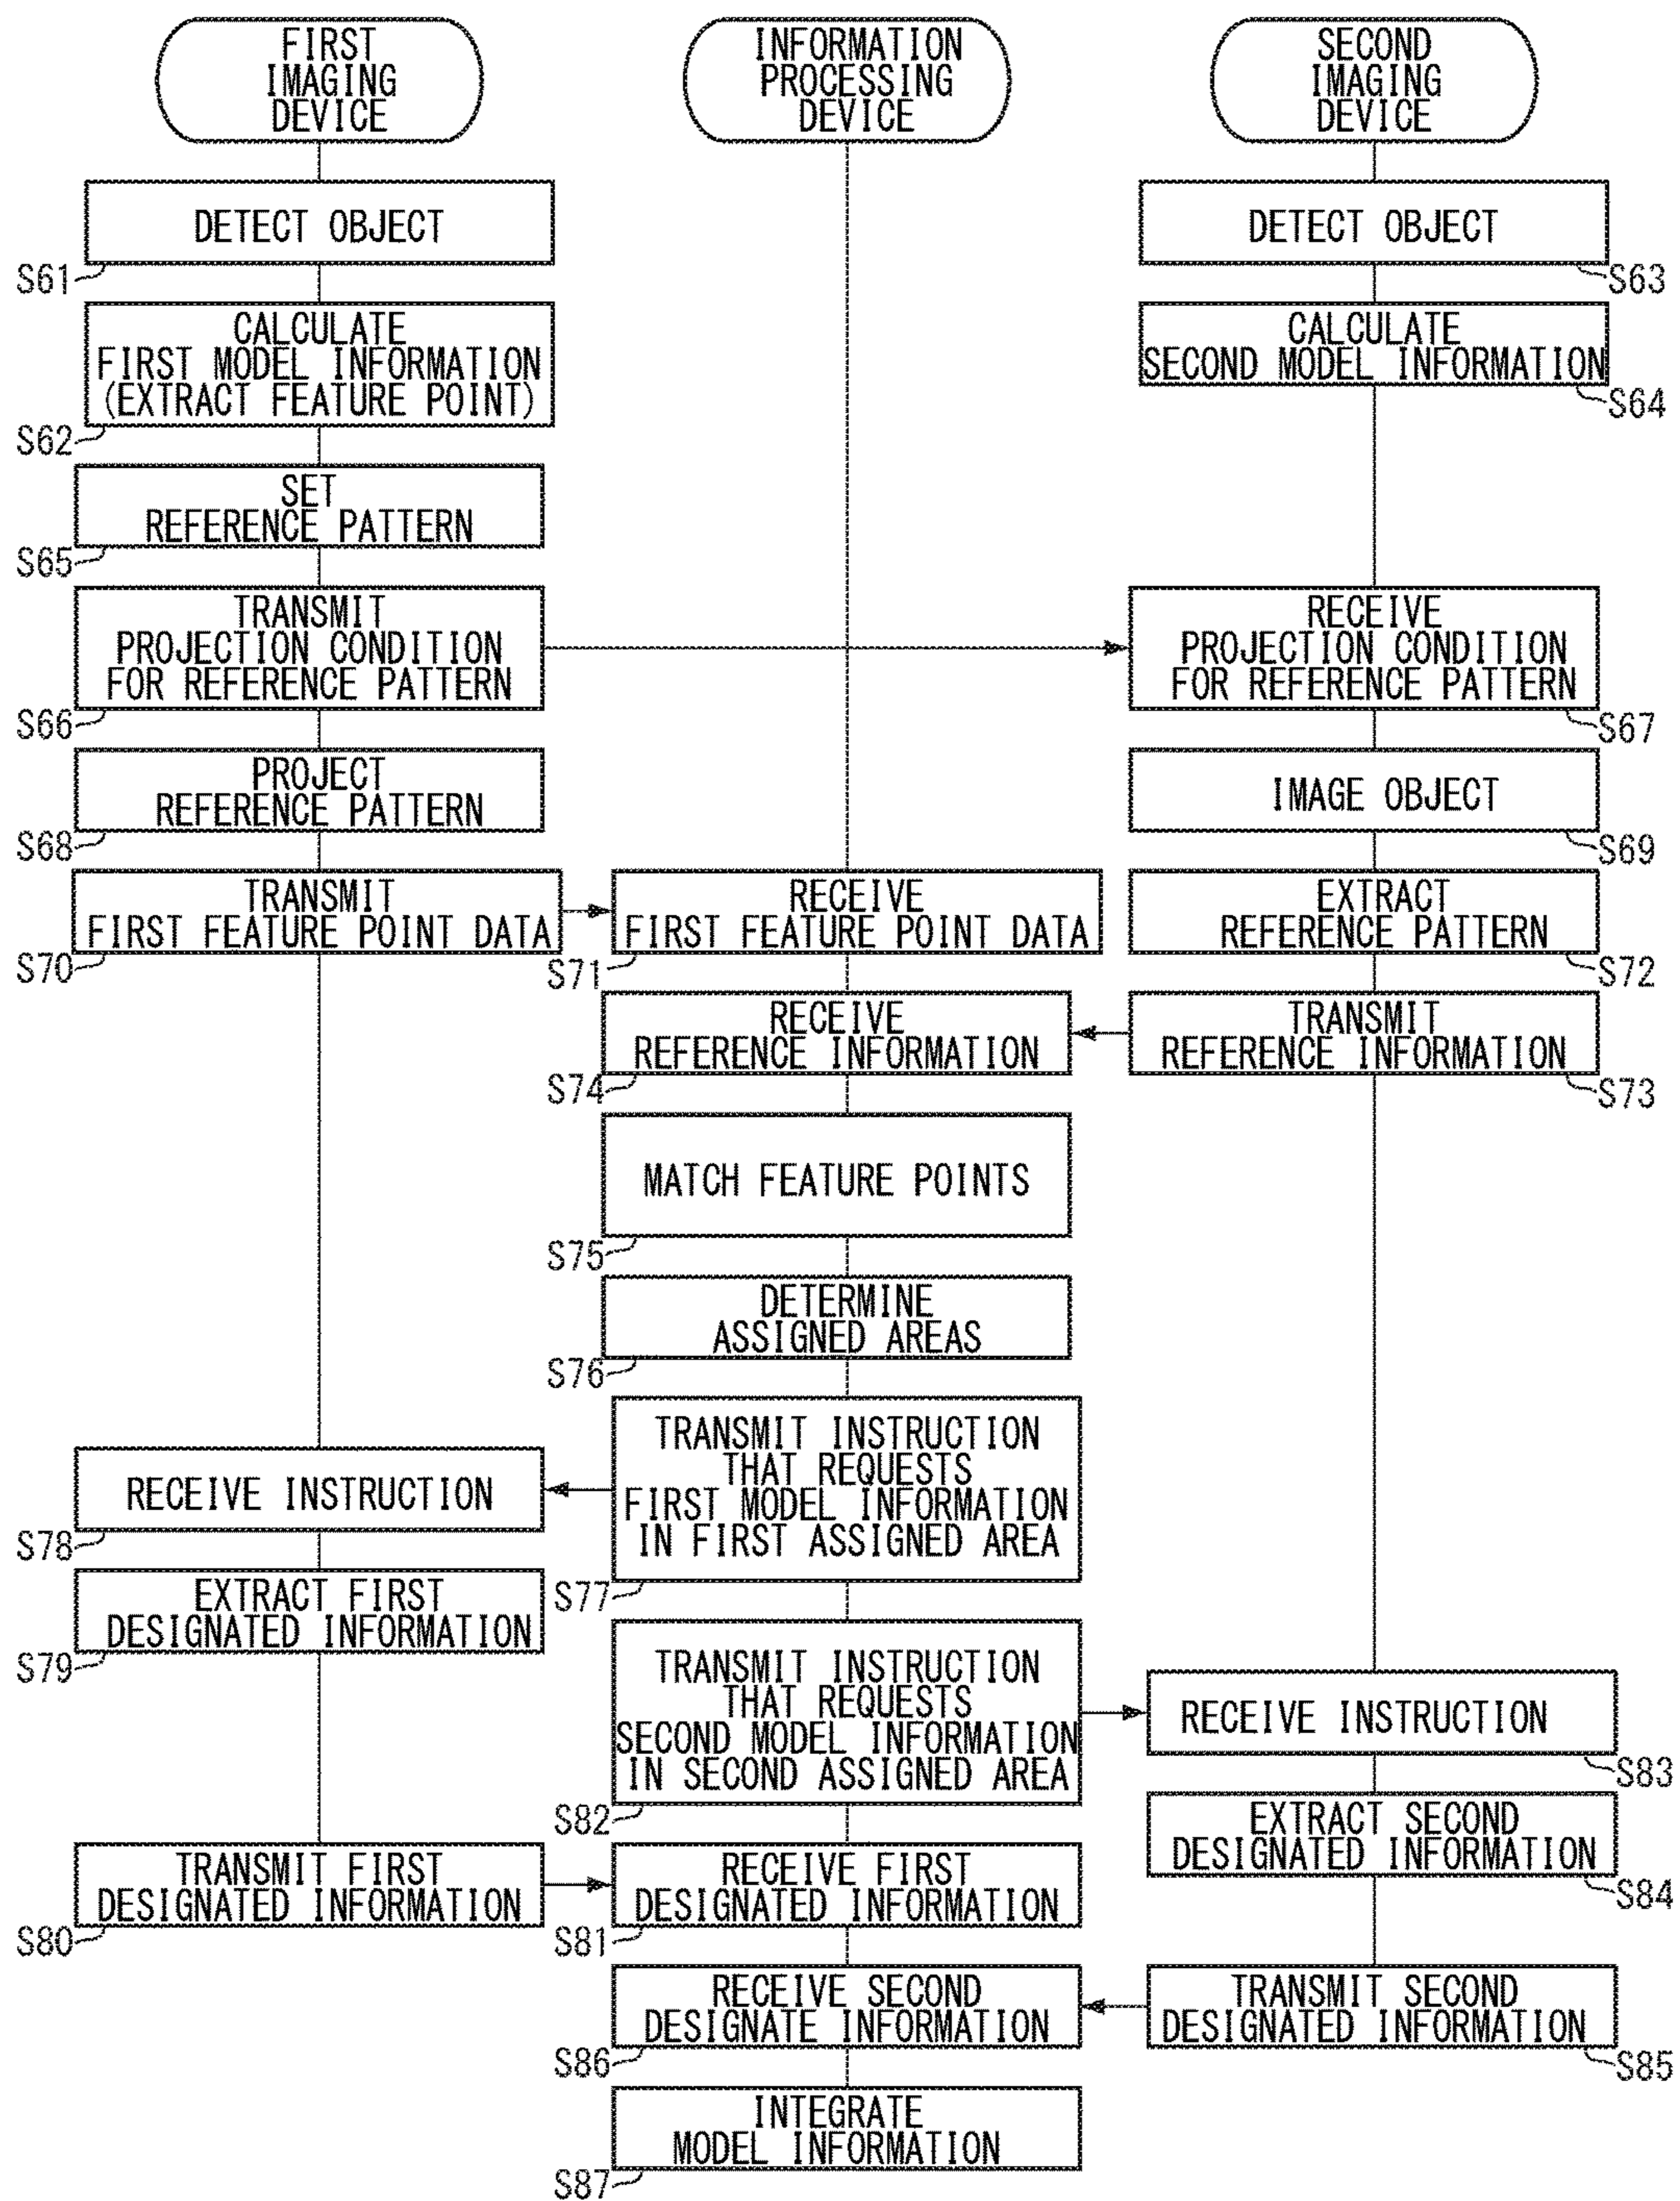 FIRST
IMAGING
DEVICE
INFORMATION
PROCESSING
DEVICE
SECOND
IMAGING
DEVICE
DETECT OBJECT
S61
DETECT OBJECT
S63
CALCULATE
FIRST MODEL INFORMATION
(EXTRACT FEATURE POINT)
S62
CALCULATE
SECOND MODEL INFORMATION
S64
SET
REFERENCE PATTERN
S65
TRANSMIT
PROJECTION CONDITION
FOR REFERENCE PATTERN
S66
RECEIVE
PROJECTION CONDITION
FOR REFERENCE PATTERN
S67
PROJECT
REFERENCE PATTERN
S68
IMAGE OBJECT
S69
TRANSMIT
FIRST FEATURE POINT DATA
S70
RECEIVE
FIRST FEATURE POINT DATA
S71
EXTRACT
REFERENCE PATTERN
S72
RECEIVE
REFERENCE INFORMATION
S74
TRANSMIT
REFERENCE INFORMATION
S73
MATCH FEATURE POINTS
S75
DETERMINE
ASSIGNED AREAS
S76
TRANSMIT INSTRUCTION
THAT REQUESTS
FIRST MODEL INFORMATION
IN FIRST ASSIGNED AREA
S77
RECEIVE INSTRUCTION
S78
EXTRACT FIRST
DESIGNATED INFORMATION
S79
TRANSMIT INSTRUCTION
THAT REQUESTS
SECOND MODEL INFORMATION
IN SECOND ASSIGNED AREA
S82
RECEIVE INSTRUCTION
S83
EXTRACT SECOND
DESIGNATED INFORMATION
S84
TRANSMIT FIRST
DESIGNATED INFORMATION
S80
RECEIVE FIRST
DESIGNATED INFORMATION
S81
RECEIVE SECOND
DESIGNATE INFORMATION
S86
TRANSMIT SECOND
DESIGNATED INFORMATION
S85
INTEGRATE
MODEL INFORMATION
S87